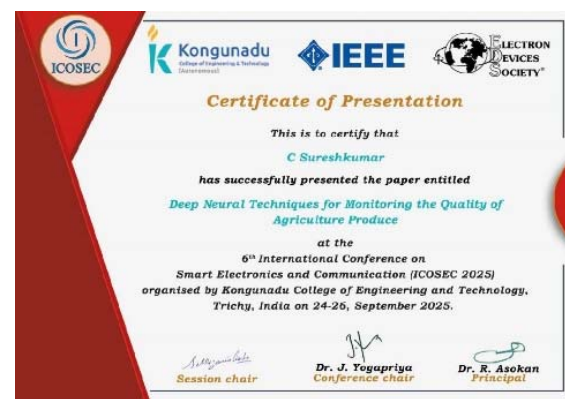 ICOSEC
Kongunadu
College of Engineering & Technology
(Autonomous)
IEEE
ELECTRON
DEVICES
SOCIETY®
Certificate of Presentation
This is to certify that
C Sureshkumar
has successfully presented the paper entitled
Deep Neural Techniques for Monitoring the Quality of
Agriculture Produce
at the
6th International Conference on
Smart Electronics and Communication (ICOSEC 2025)
organised by Kongunadu College of Engineering and Technology,
Trichy, India on 24-26, September 2025.
Session chair
Dr. J. Yogapriya
Conference chair
Dr. R. Asokan
Principal